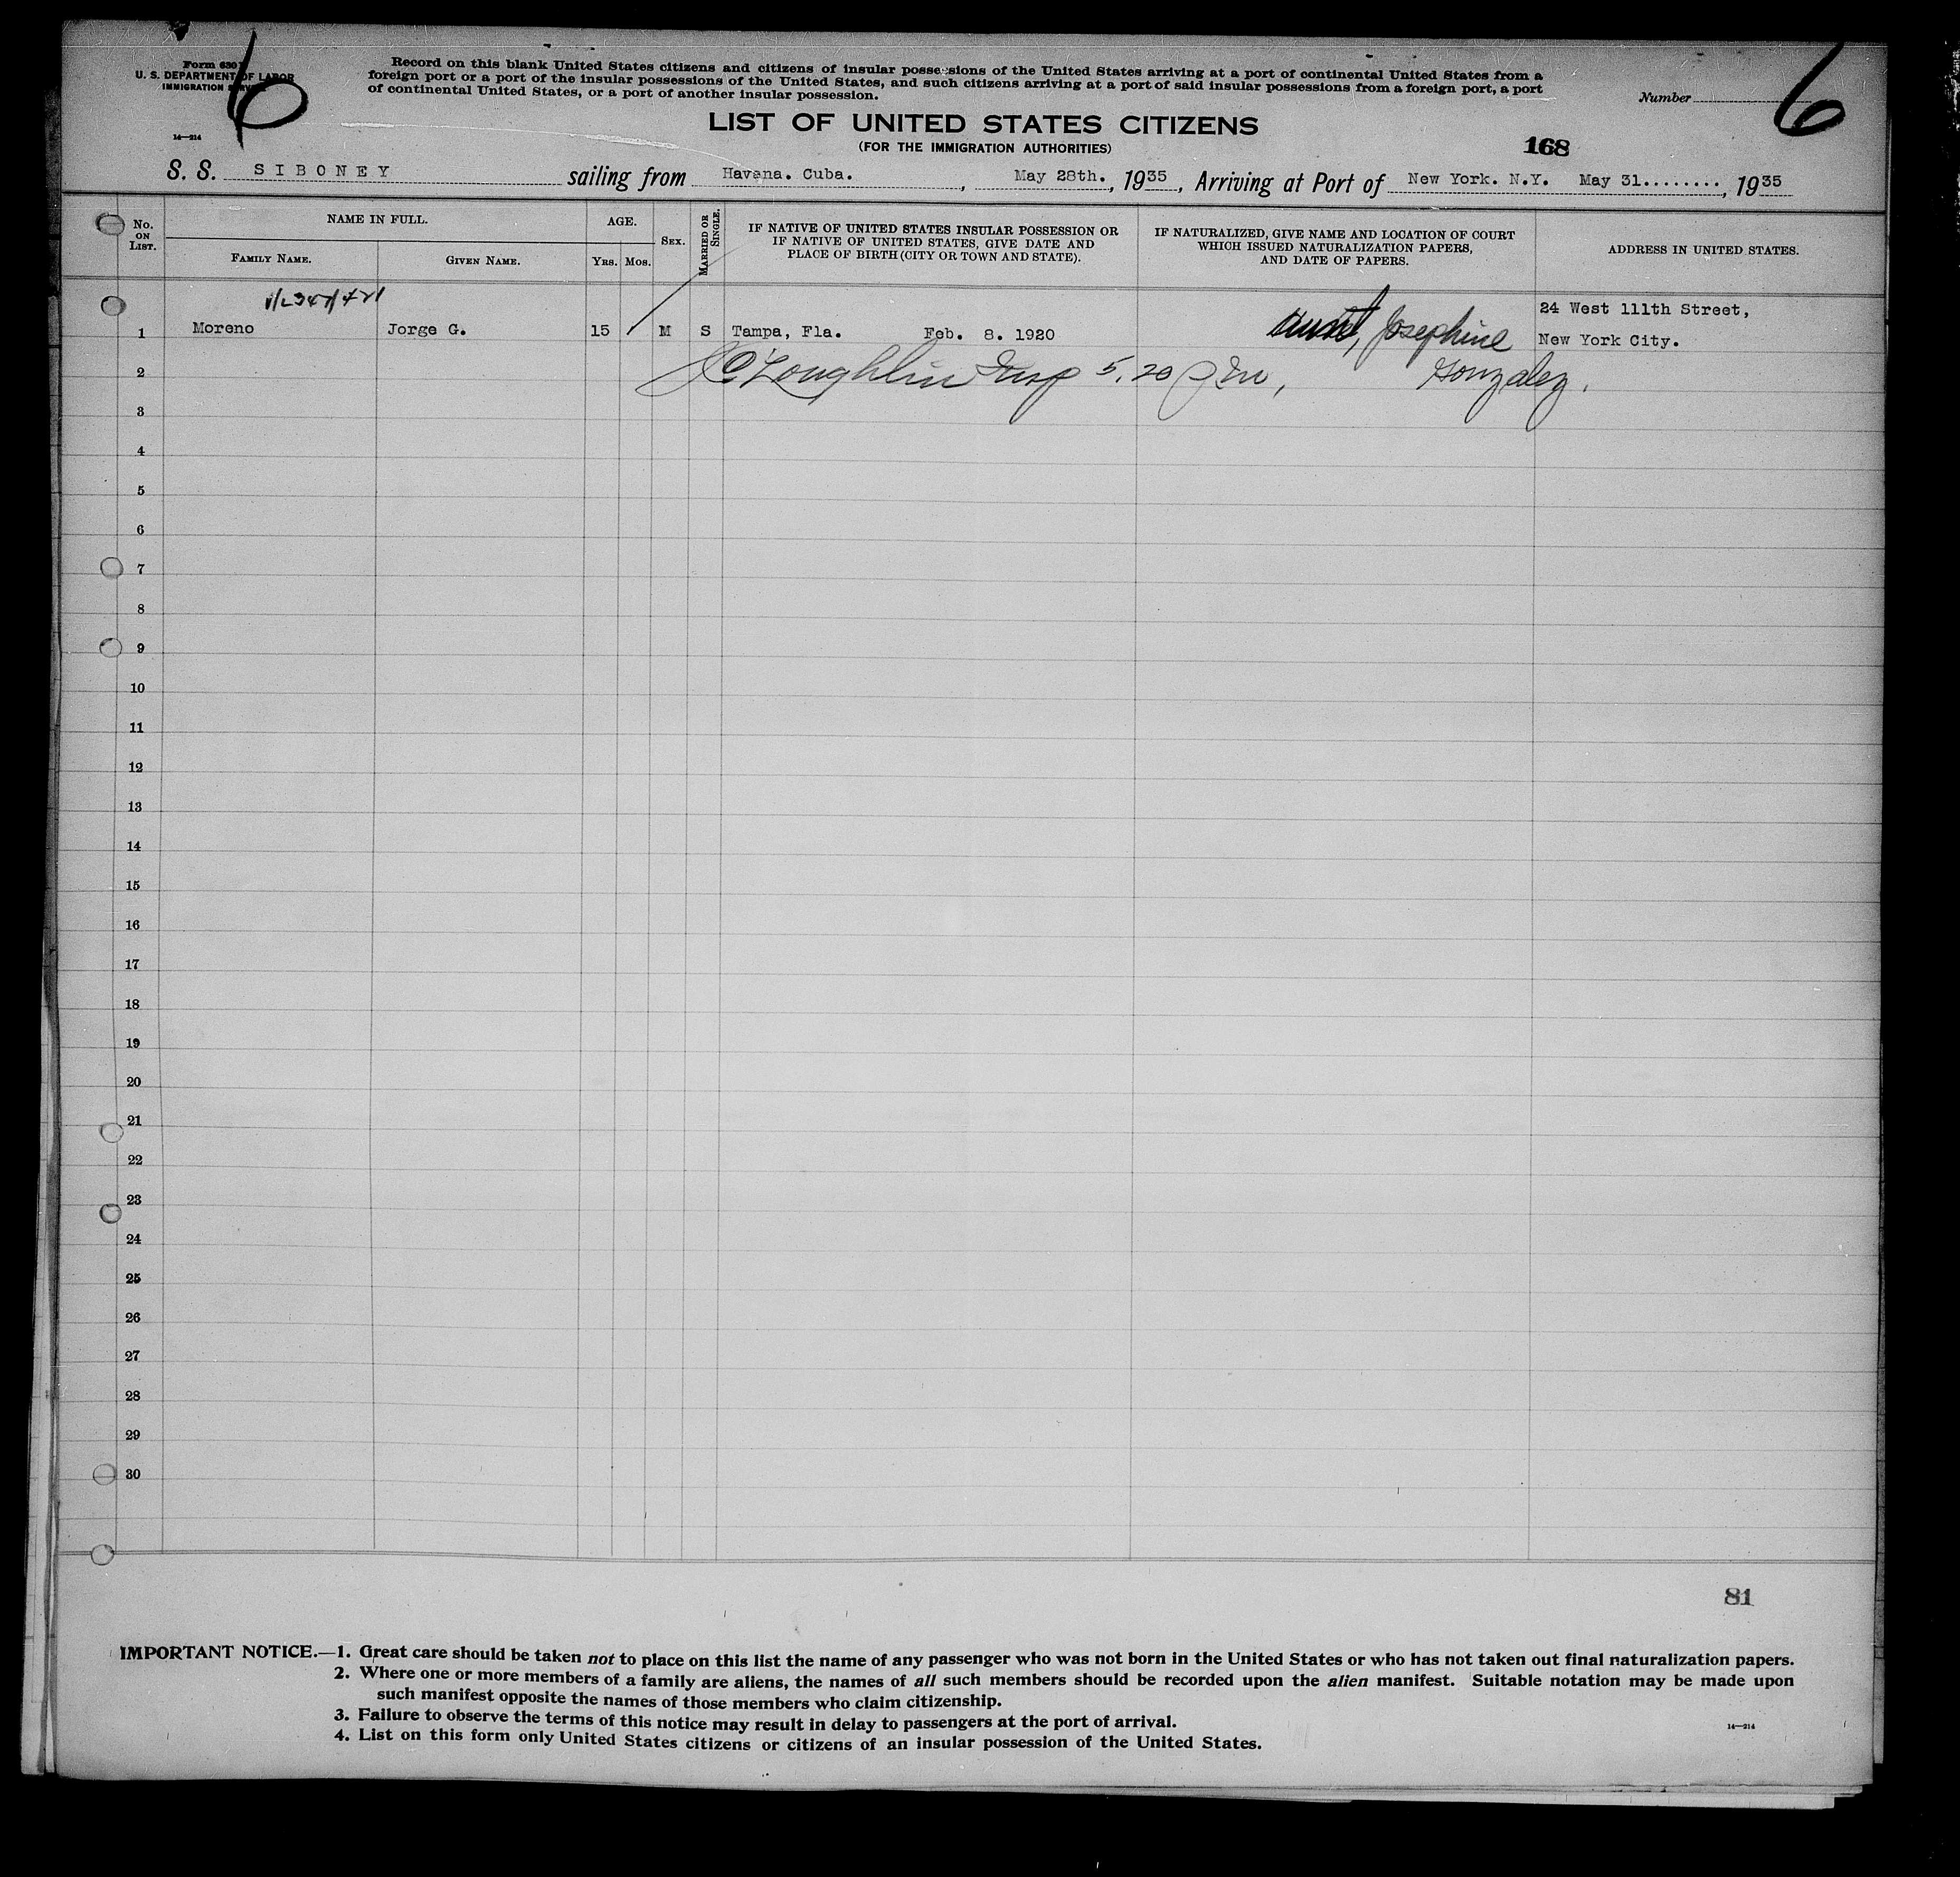 Form 630
U. S. DEPARTMENT OF LABOR
IMMIGRATION SERVICE
14—214
6
Record on this blank United States citizens and citizens of insular possessions of the United States arriving at a port of continental United States from a
foreign port or a port of the insular possessions of the United States, and such citizens arriving at a port of said insular possessions from a foreign port, a port
of continental United States, or a port of another insular possession.
Number
6
LIST OF UNITED STATES CITIZENS
(FOR THE IMMIGRATION AUTHORITIES)
168
S. S. SIBONEY sailing from Havana. Cuba. , May 28th. , 1935 , Arriving at Port of New York. N.Y. May 31........, 1935
No. ON LIST.
NAME IN FULL.
FAMILY NAME.
GIVEN NAME.
AGE.
YRS. MOS.
SEX.
MARRIED OR SINGLE.
IF NATIVE OF UNITED STATES INSULAR POSSESSION OR
IF NATIVE OF UNITED STATES, GIVE DATE AND
PLACE OF BIRTH (CITY OR TOWN AND STATE).
IF NATURALIZED, GIVE NAME AND LOCATION OF COURT
WHICH ISSUED NATURALIZATION PAPERS,
AND DATE OF PAPERS.
ADDRESS IN UNITED STATES.
24 West 111th Street,
1 Moreno Jorge G. 15 M S Tampa, Fla. Feb. 8. 1920 aunt, Josephine New York City.
2 Loughlin Insp 5.20 Pm, Gonzalez.
3
4
5
6
7
8
9
10
11
12
13
14
15
16
17
18
19
20
21
22
23
24
25
26
27
28
29
30
81
IMPORTANT NOTICE.—1. Great care should be taken not to place on this list the name of any passenger who was not born in the United States or who has not taken out final naturalization papers.
2. Where one or more members of a family are aliens, the names of all such members should be recorded upon the alien manifest. Suitable notation may be made upon
such manifest opposite the names of those members who claim citizenship.
3. Failure to observe the terms of this notice may result in delay to passengers at the port of arrival.
4. List on this form only United States citizens or citizens of an insular possession of the United States.
14—214